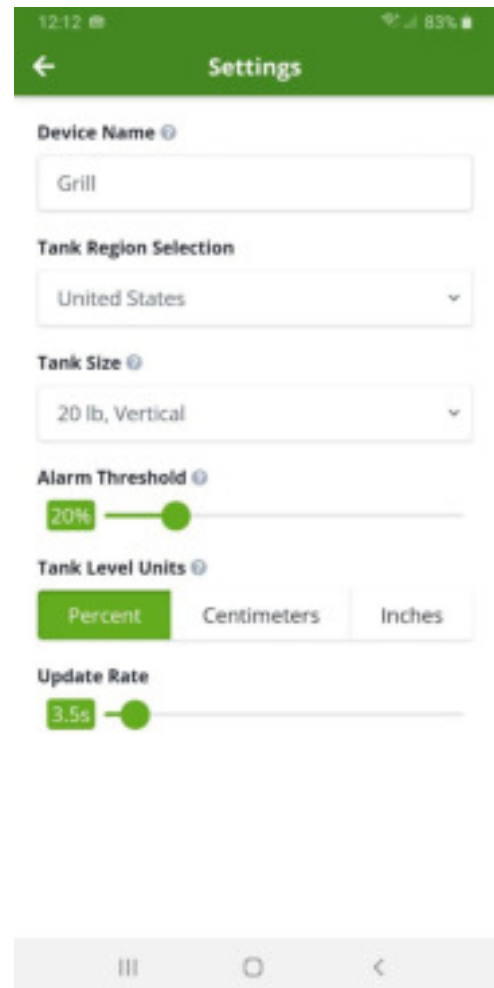 12:12 83%
Settings
Device Name
Grill
Tank Region Selection
United States
Tank Size
20 lb, Vertical
Alarm Threshold
20%
Tank Level Units
Percent Centimeters Inches
Update Rate
3.5s